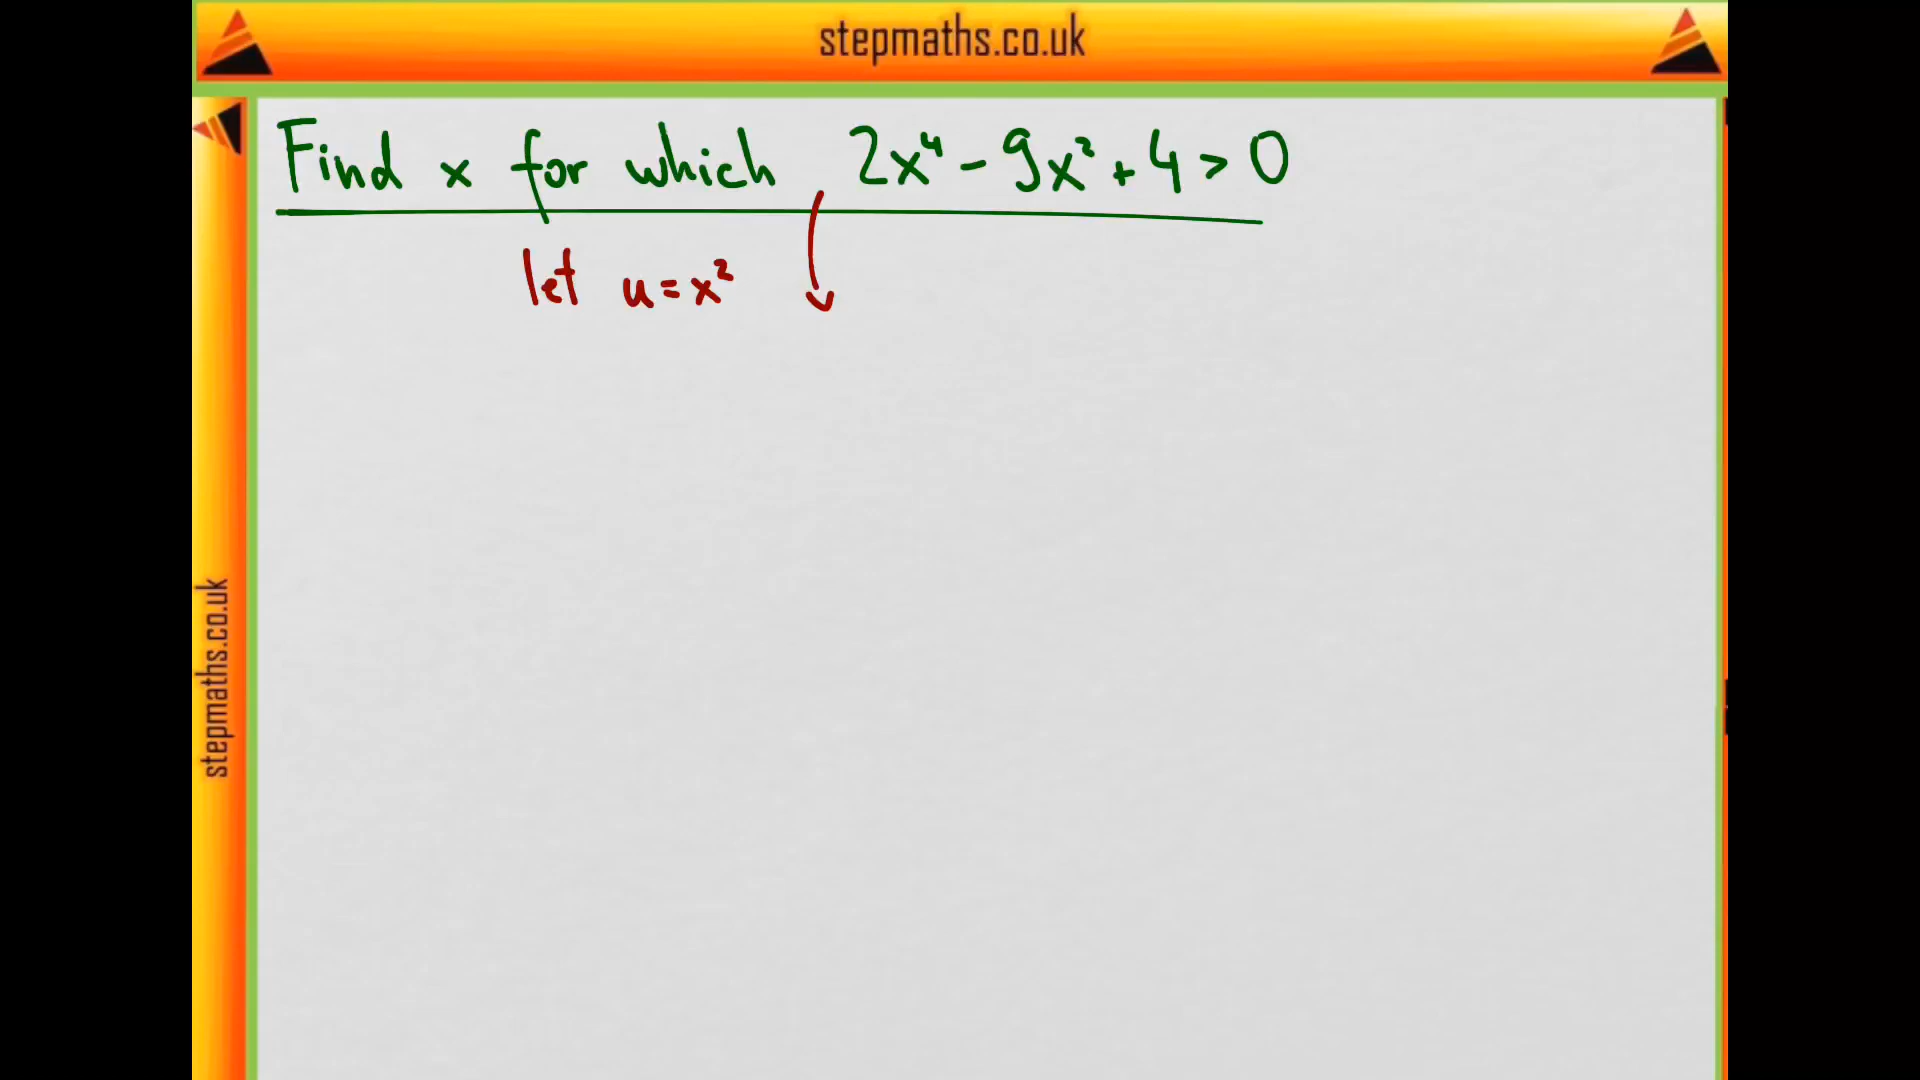 stepmaths.co.uk
Find x for which 2x⁴ - 9x² + 4 > 0
let u = x²
stepmaths.co.uk